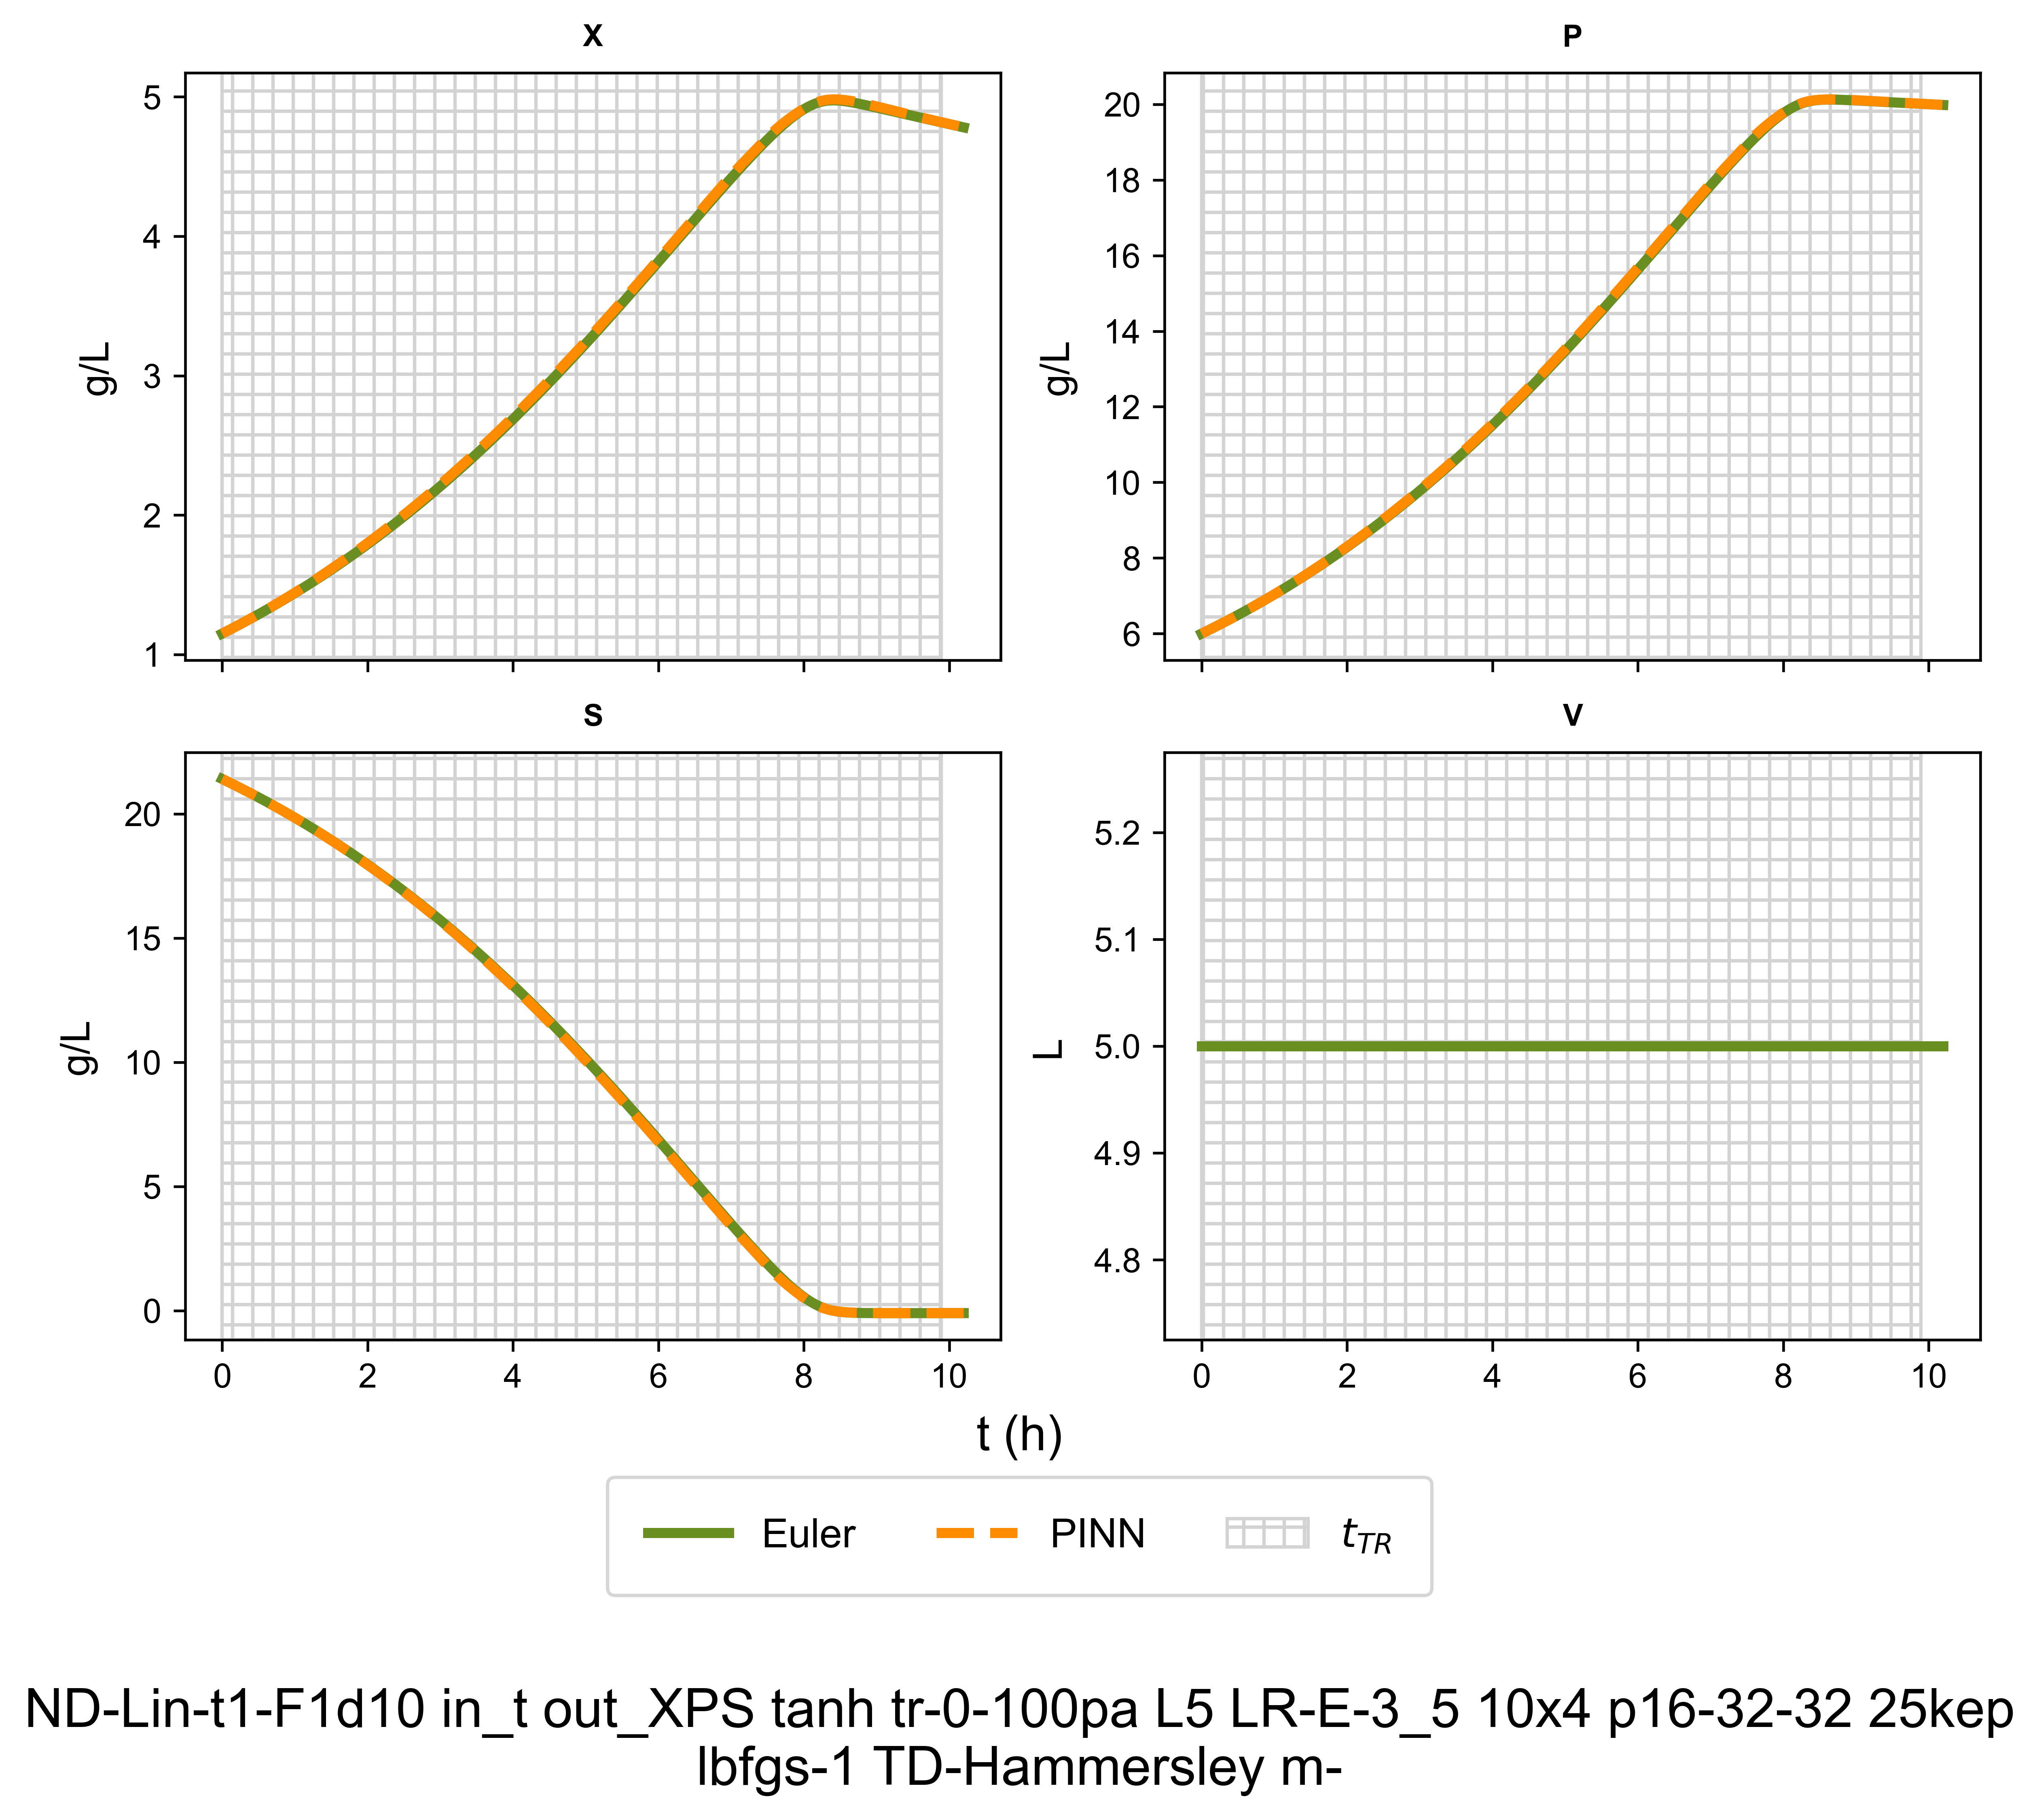 X
P
5
4
3
2
1
g/L
20
18
16
14
12
10
8
6
g/L
S
V
20
15
10
5
0
g/L
5.2
5.1
5.0
4.9
4.8
L
0 2 4 6 8 10
0 2 4 6 8 10
t (h)
Euler PINN t_TR
ND-Lin-t1-F1d10 in_t out_XPS tanh tr-0-100pa L5 LR-E-3_5 10x4 p16-32-32 25kep
lbfgs-1 TD-Hammersley m-